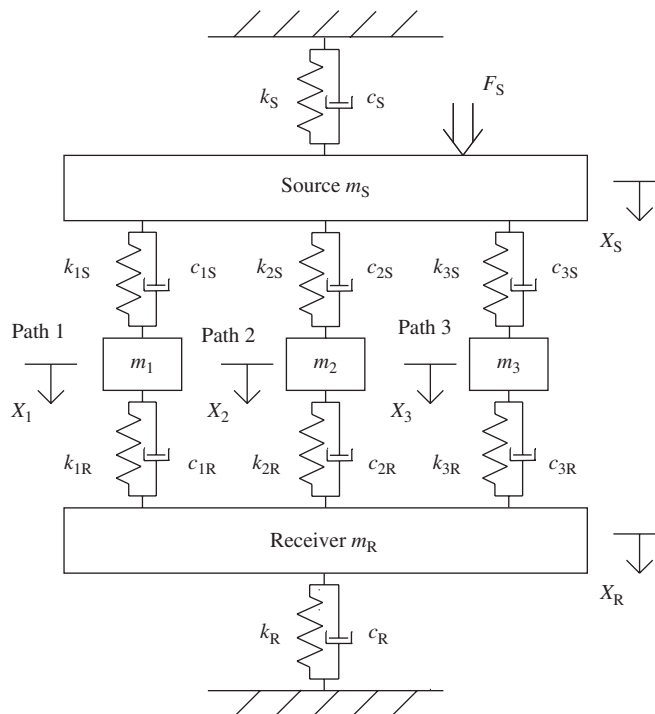 k_S c_S F_S
Source m_S
X_S
k_1S c_1S k_2S c_2S k_3S c_3S
Path 1 Path 2 Path 3
m_1 m_2 m_3
X_1 X_2 X_3
k_1R c_1R k_2R c_2R k_3R c_3R
Receiver m_R
X_R
k_R c_R